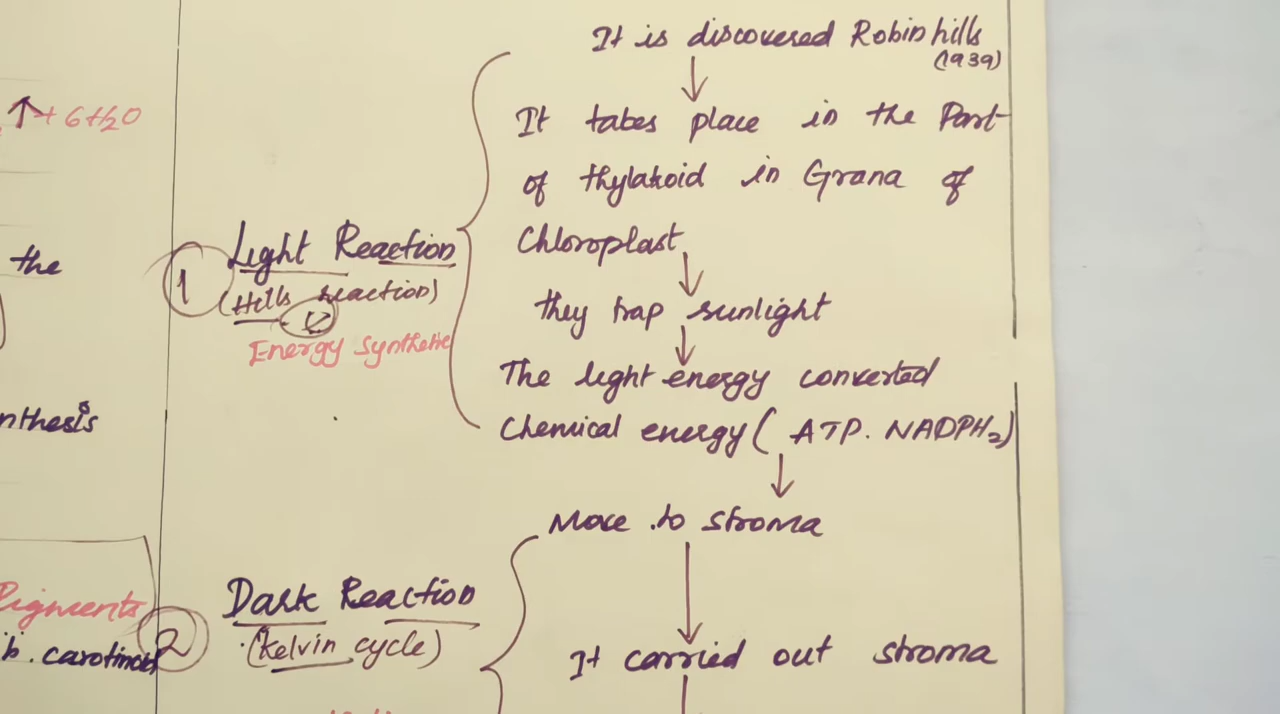 It is discovered Robin hills
(1939)
↑ + 6H2O
It takes place in the Part
of thylakoid in Grana of
Chloroplast
Light Reaction
the
1
(Hills reaction)
they trap sunlight
Energy synthetic
The light energy converted
Chemical energy ( ATP. NADPH2)
nthesis
Move to stroma
Dark Reaction
Pigments
2
(Kelvin cycle)
b. carotinoid
It carried out stroma